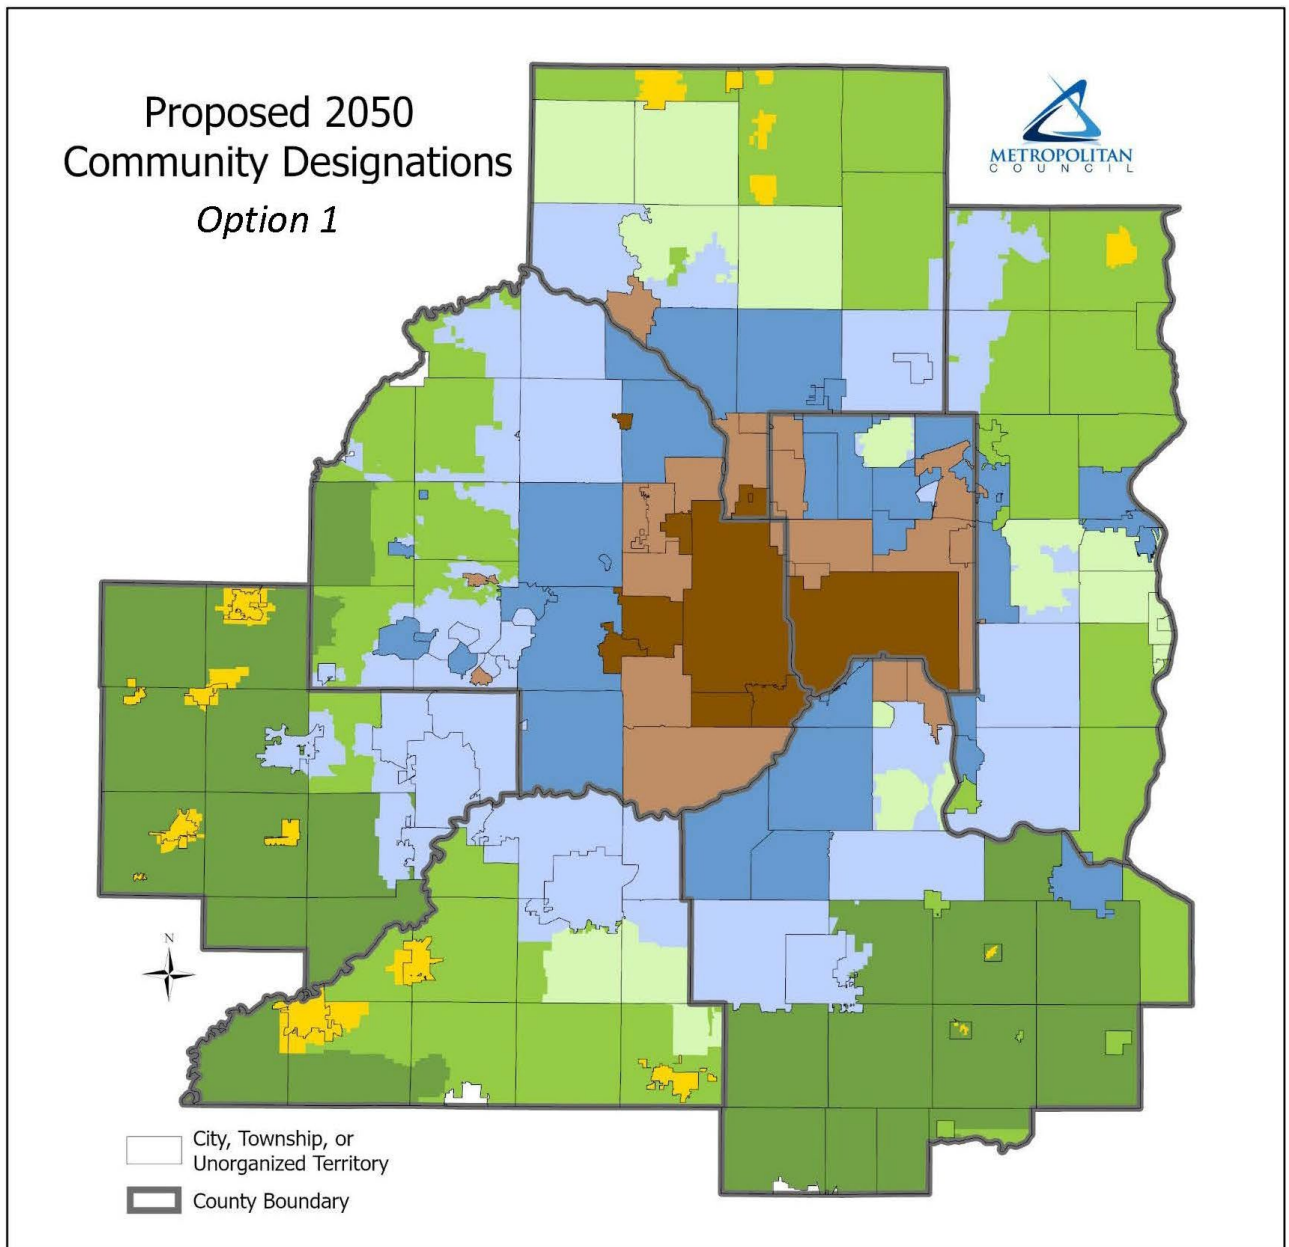 Proposed 2050
Community Designations
Option 1
METROPOLITAN
COUNCIL
N
City, Township, or
Unorganized Territory
County Boundary